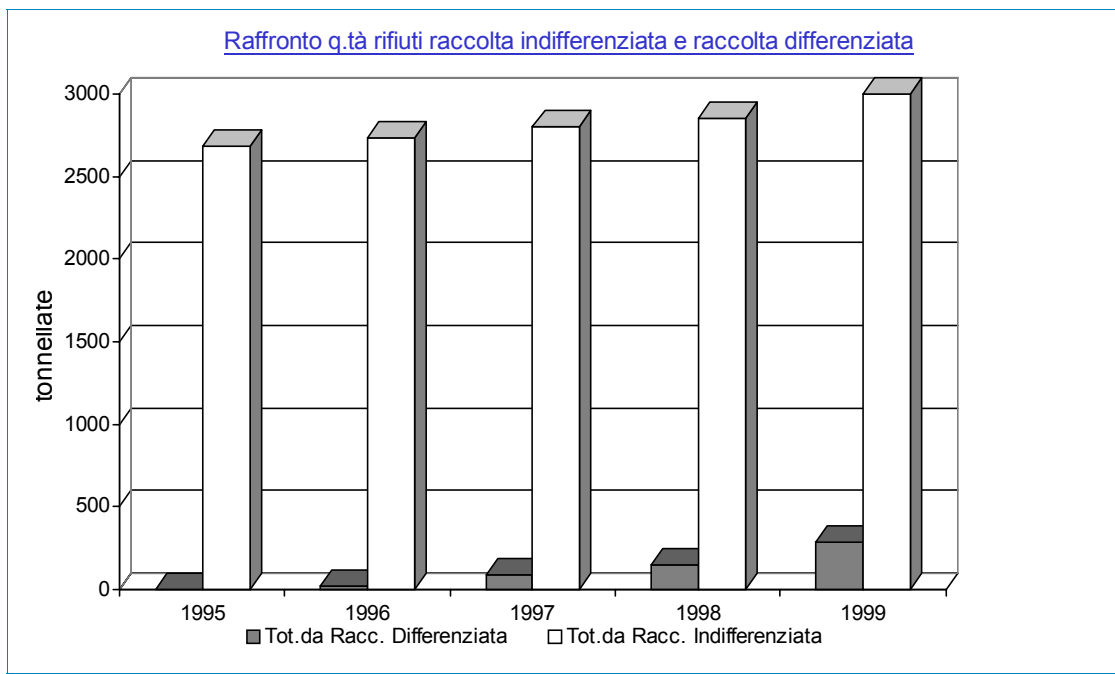 Raffronto q.tà rifiuti raccolta indifferenziata e raccolta differenziata
tonnellate
3000
2500
2000
1500
1000
500
0
1995 1996 1997 1998 1999
Tot.da Racc. Differenziata Tot.da Racc. Indifferenziata